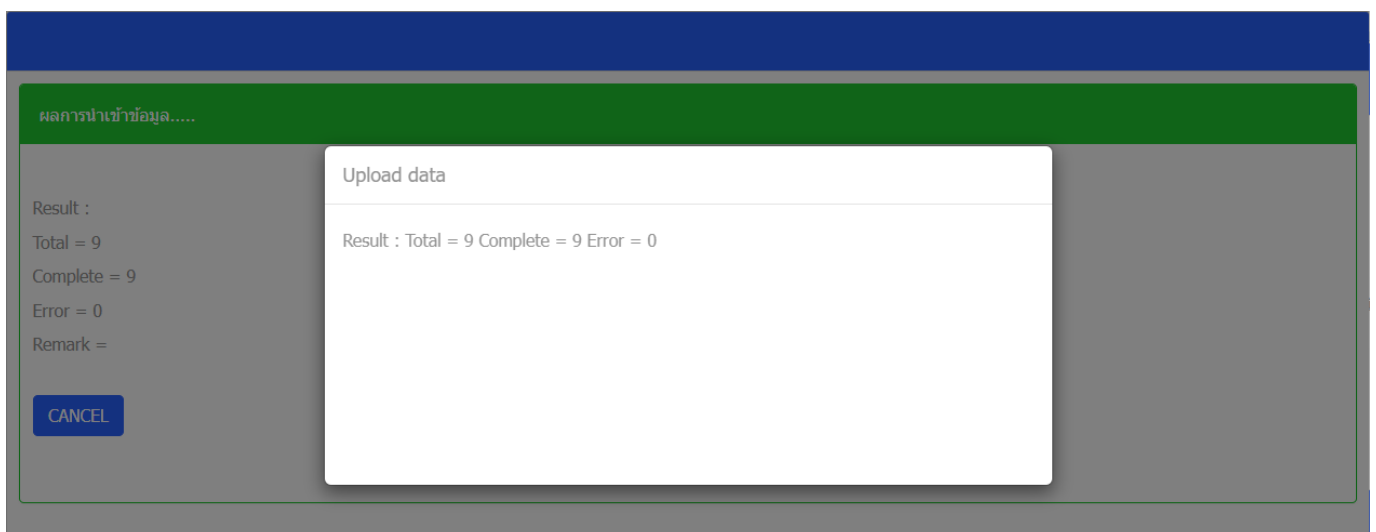 ผลการนำเข้าข้อมูล.....
Upload data
Result : Total = 9 Complete = 9 Error = 0
Result :
Total = 9
Complete = 9
Error = 0
Remark =
CANCEL